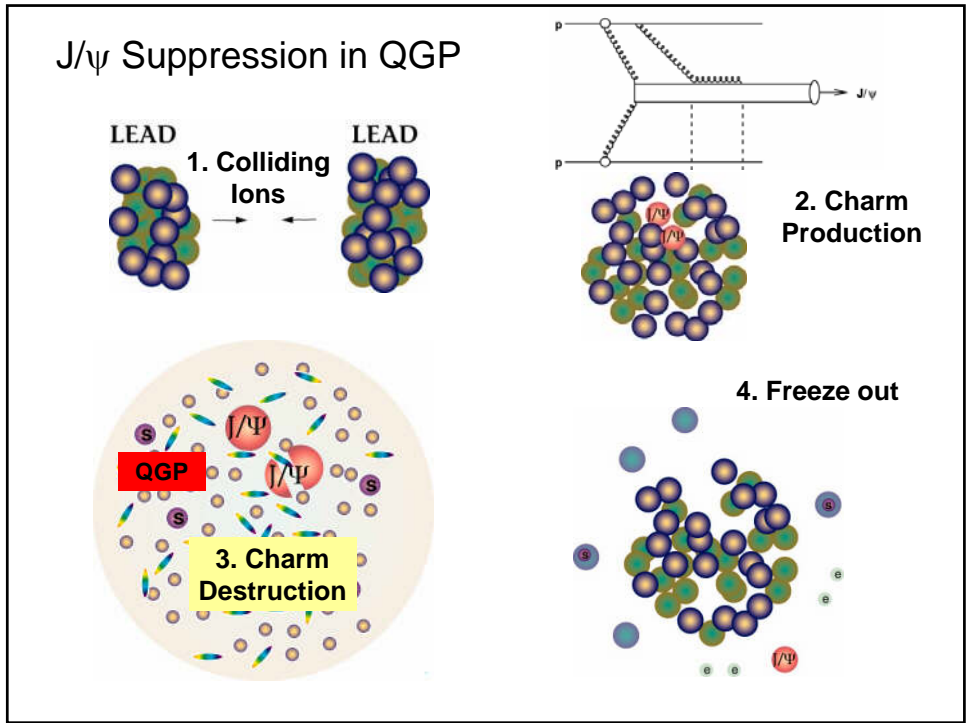 J/ψ Suppression in QGP
p
J/ψ
p
LEAD
LEAD
1. Colliding
Ions
2. Charm
Production
J/Ψ
J/Ψ
4. Freeze out
J/Ψ
J/Ψ
S
QGP
S
S
3. Charm
Destruction
S
S
e
e
e
e
J/Ψ